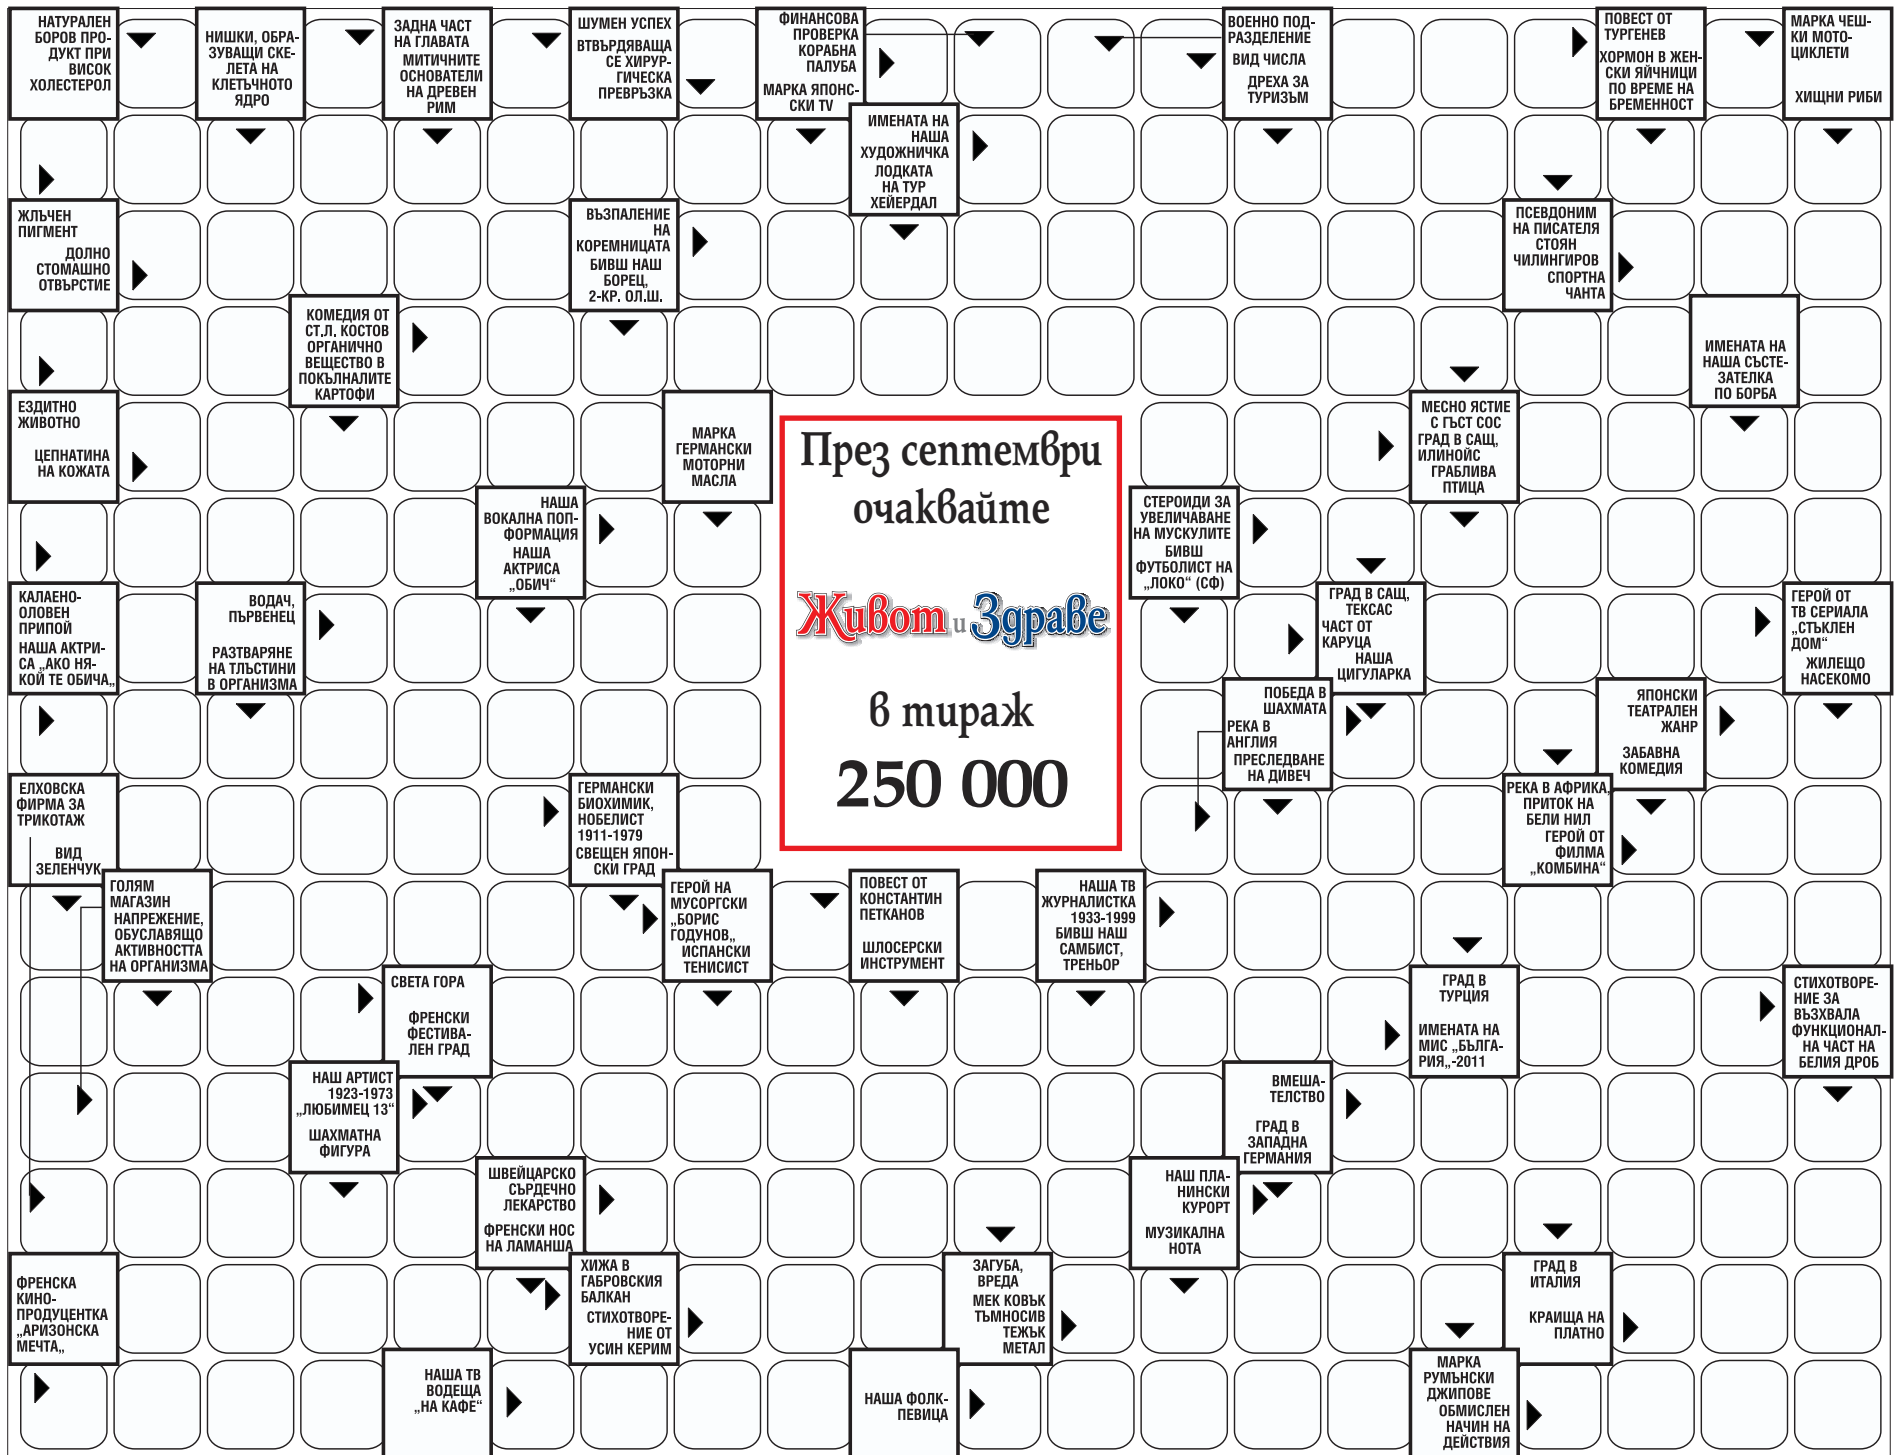 НАТУРАЛЕН
БОРОВ ПРО-
ДУКТ ПРИ
ВИСОК
ХОЛЕСТЕРОЛ
НИШКИ, ОБРА-
ЗУВАЩИ СКЕ-
ЛЕТА НА
КЛЕТЪЧНОТО
ЯДРО
ЗАДНА ЧАСТ
НА ГЛАВАТА
МИТИЧНИТЕ
ОСНОВАТЕЛИ
НА ДРЕВЕН
РИМ
ШУМЕН УСПЕХ
ВТВЪРДЯВАЩА
СЕ ХИРУР-
ГИЧЕСКА
ПРЕВРЪЗКА
ФИНАНСОВА
ПРОВЕРКА
КОРАБНА
ПАЛУБА
МАРКА ЯПОНС-
СКИ TV
ВОЕННО ПОД-
РАЗДЕЛЕНИЕ
ВИД ЧИСЛА
ДРЕХА ЗА
ТУРИЗЪМ
ПОВЕСТ ОТ
ТУРГЕНЕВ
ХОРМОН В ЖЕН-
СКИ ЯЙЧНИЦИ
ПО ВРЕМЕ НА
БРЕМЕННОСТ
МАРКА ЧЕШ-
КИ МОТО-
ЦИКЛЕТИ
ХИЩНИ РИБИ
ИМЕНАТА НА
НАША
ХУДОЖНИЧКА
ЛОДКАТА
НА ТУР
ХЕЙЕРДАЛ
ЖЛЪЧЕН
ПИГМЕНТ
ДОЛНО
СТОМАШНО
ОТВЪРСТИЕ
ВЪЗПАЛЕНИЕ
НА
КОРЕМНИЦАТА
БИВШ НАШ
БОРЕЦ,
2-КР. ОЛ.Ш.
ПСЕВДОНИМ
НА ПИСАТЕЛЯ
СТОЯН
ЧИЛИНГИРОВ
СПОРТНА
ЧАНТА
КОМЕДИЯ ОТ
СТ.Л. КОСТОВ
ОРГАНИЧНО
ВЕЩЕСТВО В
ПОКЪЛНАЛИТЕ
КАРТОФИ
ИМЕНАТА НА
НАША СЪСТЕ-
ЗАТЕЛКА
ПО БОРБА
ЕЗДИТНО
ЖИВОТНО
ЦЕПНАТИНА
НА КОЖАТА
МАРКА
ГЕРМАНСКИ
МОТОРНИ
МАСЛА
През септември
очаквайте
Живот и Здраве
в тираж
250 000
МЕСНО ЯСТИЕ
С ГЪСТ СОС
ГРАД В САЩ,
ИЛИНОЙС
ГРАБЛИВА
ПТИЦА
НАША
ВОКАЛНА ПОП-
ФОРМАЦИЯ
НАША
АКТРИСА
„ОБИЧ“
СТЕРОИДИ ЗА
УВЕЛИЧАВАНЕ
НА МУСКУЛИТЕ
БИВШ
ФУТБОЛИСТ НА
„ЛОКО“ (СФ)
КАЛАЕНО-
ОЛОВЕН
ПРИПОЙ
НАША АКТРИ-
СА „АКО НЯ-
КОЙ ТЕ ОБИЧА„
ВОДАЧ,
ПЪРВЕНЕЦ
РАЗТВАРЯНЕ
НА ТЛЪСТИНИ
В ОРГАНИЗМА
ГРАД В САЩ,
ТЕКСАС
ЧАСТ ОТ
КАРУЦА
НАША
ЦИГУЛАРКА
ГЕРОЙ ОТ
ТВ СЕРИАЛА
„СТЪКЛЕН
ДОМ“
ЖИЛЕЩО
НАСЕКОМО
ПОБЕДА В
ШАХМАТА
РЕКА В
АНГЛИЯ
ПРЕСЛЕДВАНЕ
НА ДИВЕЧ
ЯПОНСКИ
ТЕАТРАЛЕН
ЖАНР
ЗАБАВНА
КОМЕДИЯ
ЕЛХОВСКА
ФИРМА ЗА
ТРИКОТАЖ
ВИД
ЗЕЛЕНЧУК
ГЕРМАНСКИ
БИОХИМИК,
НОБЕЛИСТ
1911-1979
СВЕЩЕН ЯПОН-
СКИ ГРАД
РЕКА В АФРИКА,
ПРИТОК НА
БЕЛИ НИЛ
ГЕРОЙ ОТ
ФИЛМА
„КОМБИНА“
ГОЛЯМ
МАГАЗИН
НАПРЕЖЕНИЕ,
ОБУСЛАВЯЩО
АКТИВНОСТТА
НА ОРГАНИЗМА
ГЕРОЙ НА
МУСОРГСКИ
„БОРИС
ГОДУНОВ„
ИСПАНСКИ
ТЕНИСИСТ
ПОВЕСТ ОТ
КОНСТАНТИН
ПЕТКАНОВ
ШЛОСЕРСКИ
ИНСТРУМЕНТ
НАША ТВ
ЖУРНАЛИСТКА
1933-1999
БИВШ НАШ
САМБИСТ,
ТРЕНЬОР
СВЕТА ГОРА
ФРЕНСКИ
ФЕСТИВА-
ЛЕН ГРАД
ГРАД В
ТУРЦИЯ
ИМЕНАТА НА
МИС „БЪЛГА-
РИЯ„-2011
СТИХОТВОРЕ-
НИЕ ЗА
ВЪЗХВАЛА
ФУНКЦИОНАЛ-
НА ЧАСТ НА
БЕЛИЯ ДРОБ
НАШ АРТИСТ
1923-1973
„ЛЮБИМЕЦ 13“
ШАХМАТНА
ФИГУРА
ВМЕША-
ТЕЛСТВО
ГРАД В
ЗАПАДНА
ГЕРМАНИЯ
ШВЕЙЦАРСКО
СЪРДЕЧНО
ЛЕКАРСТВО
ФРЕНСКИ НОС
НА ЛАМАНША
НАШ ПЛА-
НИНСКИ
КУРОРТ
МУЗИКАЛНА
НОТА
ФРЕНСКА
КИНО-
ПРОДУЦЕНТКА
„АРИЗОНСКА
МЕЧТА„
ХИЖА В
ГАБРОВСКИЯ
БАЛКАН
СТИХОТВОРЕ-
НИЕ ОТ
УСИН КЕРИМ
ЗАГУБА,
ВРЕДА
МЕК КОВЪК
ТЪМНОСИВ
ТЕЖЪК
МЕТАЛ
ГРАД В
ИТАЛИЯ
КРАИЩА НА
ПЛАТНО
НАША ТВ
ВОДЕЩА
„НА КАФЕ“
НАША ФОЛК-
ПЕВИЦА
МАРКА
РУМЪНСКИ
ДЖИПОВЕ
ОБМИСЛЕН
НАЧИН НА
ДЕЙСТВИЯ